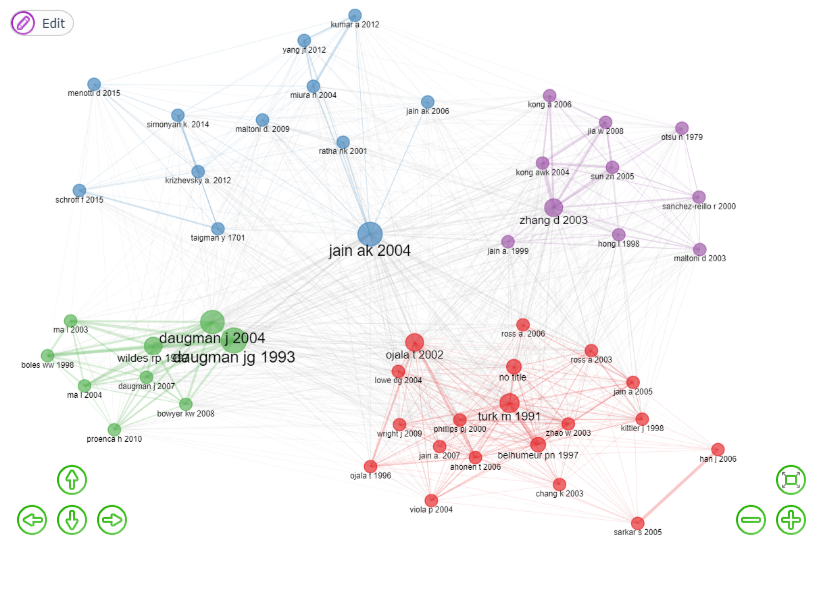 Edit
kumar a 2012
yang jf 2012
menotti d 2015
miura n 2004
jain ak 2006
simonyan k. 2014
maltoni d. 2009
ratha nk 2001
krizhevsky a. 2012
schroff f 2015
taigman y 1701
jain ak 2004
kong a 2006
jia w 2008
otsu n 1979
kong awk 2004
sun zn 2005
sanchez-reillo r 2000
zhang d 2003
hong l 1998
jain a. 1999
maltoni d 2003
ma l 2003
daugman j 2004
wildes rp
daugman jg 1993
boles ww 1998
daugman j 2007
ma l 2004
bowyer kw 2008
proenca h 2010
ross a. 2006
ojala t 2002
ross a 2003
lowe dg 2004
no title
jain a 2005
turk m 1991
wright j 2009
phillips pj 2000
zhao w 2003
kittler j 1998
jain a. 2007
belhumeur pn 1997
ahonen t 2006
han j 2006
ojala t 1996
chang k 2003
viola p 2004
sarkar s 2005